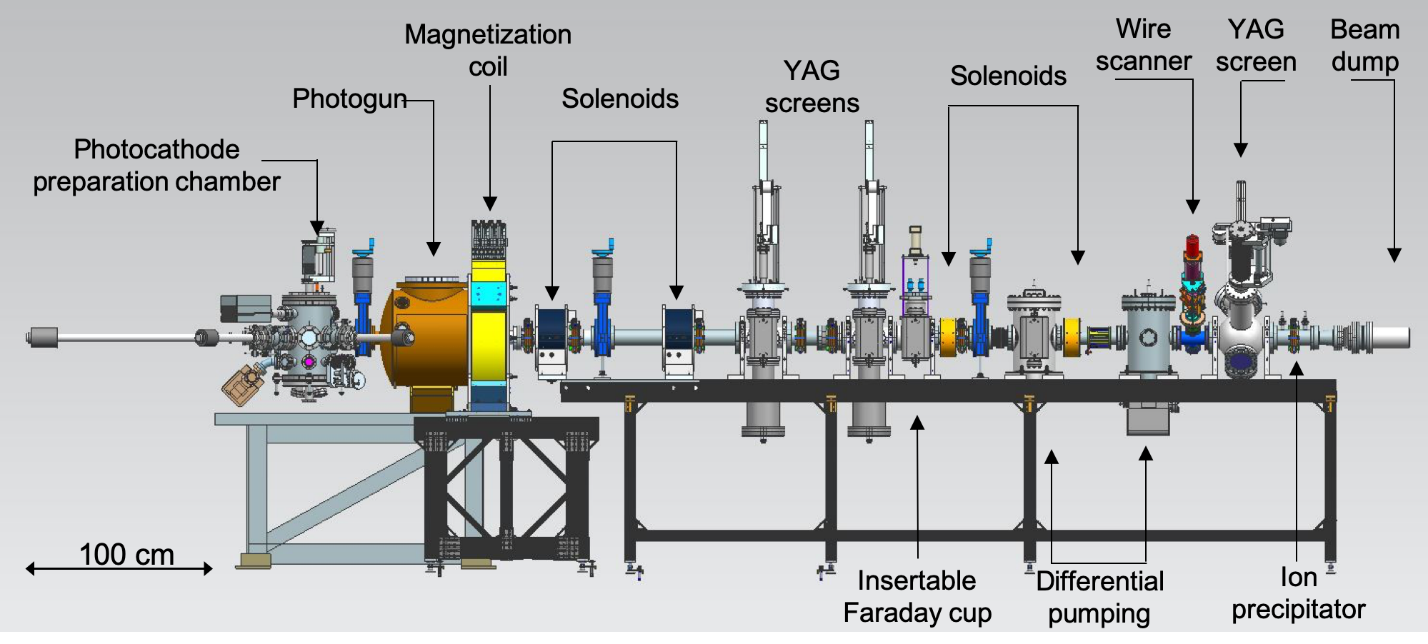 Magnetization
coil
Wire
scanner
YAG
screen
Beam
dump
Photogun
Solenoids
YAG
screens
Solenoids
Photocathode
preparation chamber
100 cm
Insertable
Faraday cup
Differential
pumping
Ion
precipitator